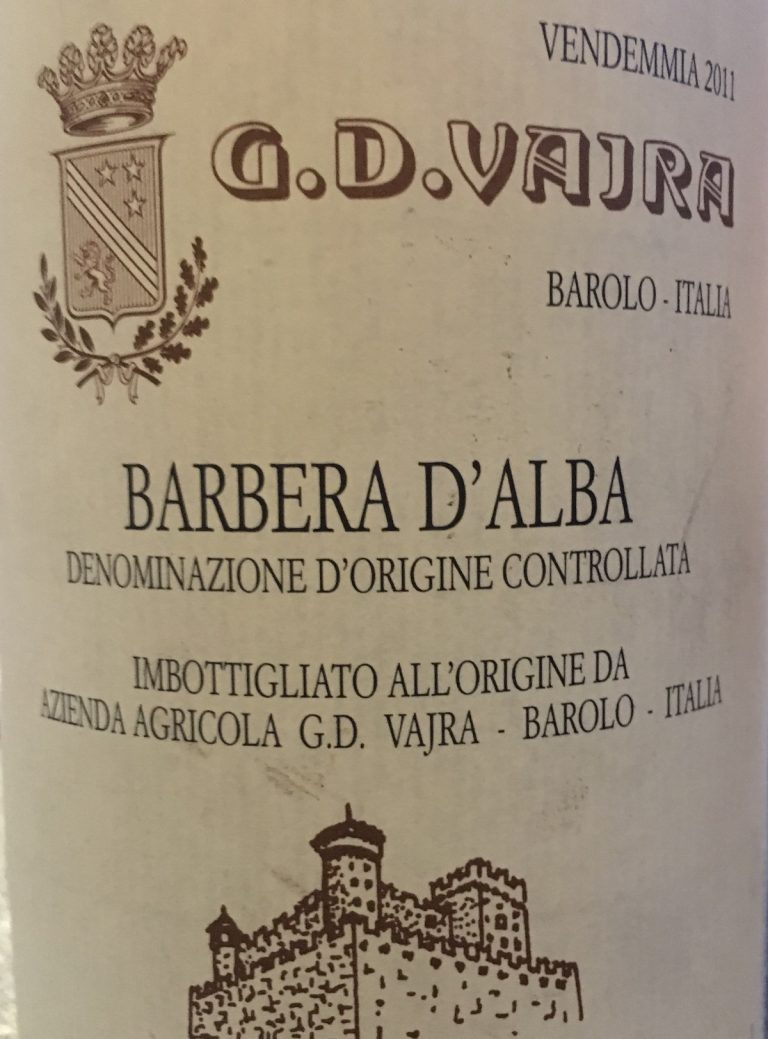 VENDEMMIA 2011
G.D.VAJRA
BAROLO - ITALIA
BARBERA D'ALBA
DENOMINAZIONE D'ORIGINE CONTROLLATA
IMBOTTIGLIATO ALL'ORIGINE DA
AZIENDA AGRICOLA G.D. VAJRA - BAROLO - ITALIA